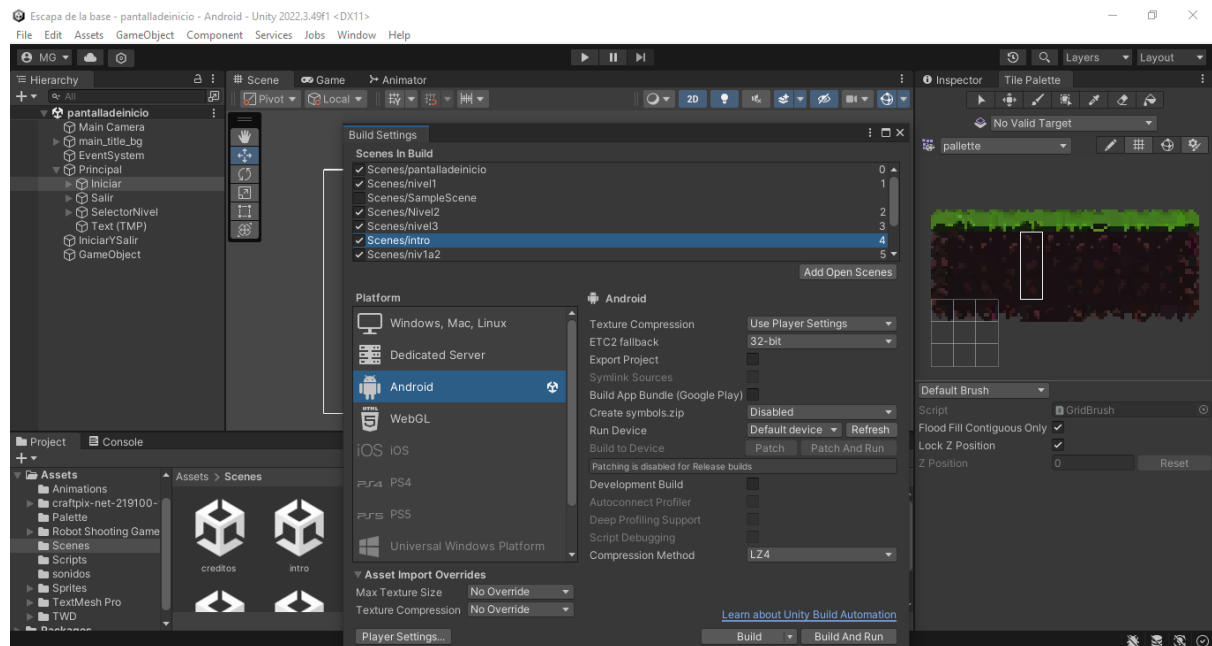 Escapa de la base - pantalladeinicio - Android - Unity 2022.3.49f1 <DX11>
File Edit Assets GameObject Component Services Jobs Window Help
MG
Layers Layout
Hierarchy
All
pantalladeinicio
Main Camera
main_title_bg
EventSystem
Principal
Iniciar
Salir
SelectorNivel
Text (TMP)
IniciarYSalir
GameObject
Scene Game Animator
Pivot Local 2D
Build Settings
Scenes In Build
Scenes/pantalladeinicio 0
Scenes/nivel1 1
Scenes/SampleScene
Scenes/Nivel2 2
Scenes/nivel3 3
Scenes/intro 4
Scenes/niv1a2 5
Add Open Scenes
Platform
Windows, Mac, Linux
Dedicated Server
Android
HTML 5 WebGL
iOS iOS
PS4 PS4
PS5 PS5
Universal Windows Platform
Android
Texture Compression Use Player Settings
ETC2 fallback 32-bit
Export Project
Symlink Sources
Build App Bundle (Google Play)
Create symbols.zip Disabled
Run Device Default device Refresh
Build to Device Patch Patch And Run
Patching is disabled for Release builds
Development Build
Autoconnect Profiler
Deep Profiling Support
Script Debugging
Compression Method LZ4
Asset Import Overrides
Max Texture Size No Override
Texture Compression No Override
Learn about Unity Build Automation
Player Settings... Build Build And Run
Inspector Tile Palette
No Valid Target
pallette
Default Brush
Script GridBrush
Flood Fill Contiguous Only
Lock Z Position
Z Position 0 Reset
Project Console
Assets
Animations
craftpix-net-219100-
Palette
Robot Shooting Game
Scenes
Scripts
sonidos
Sprites
TextMesh Pro
TWD
Packages
Assets > Scenes
creditos intro